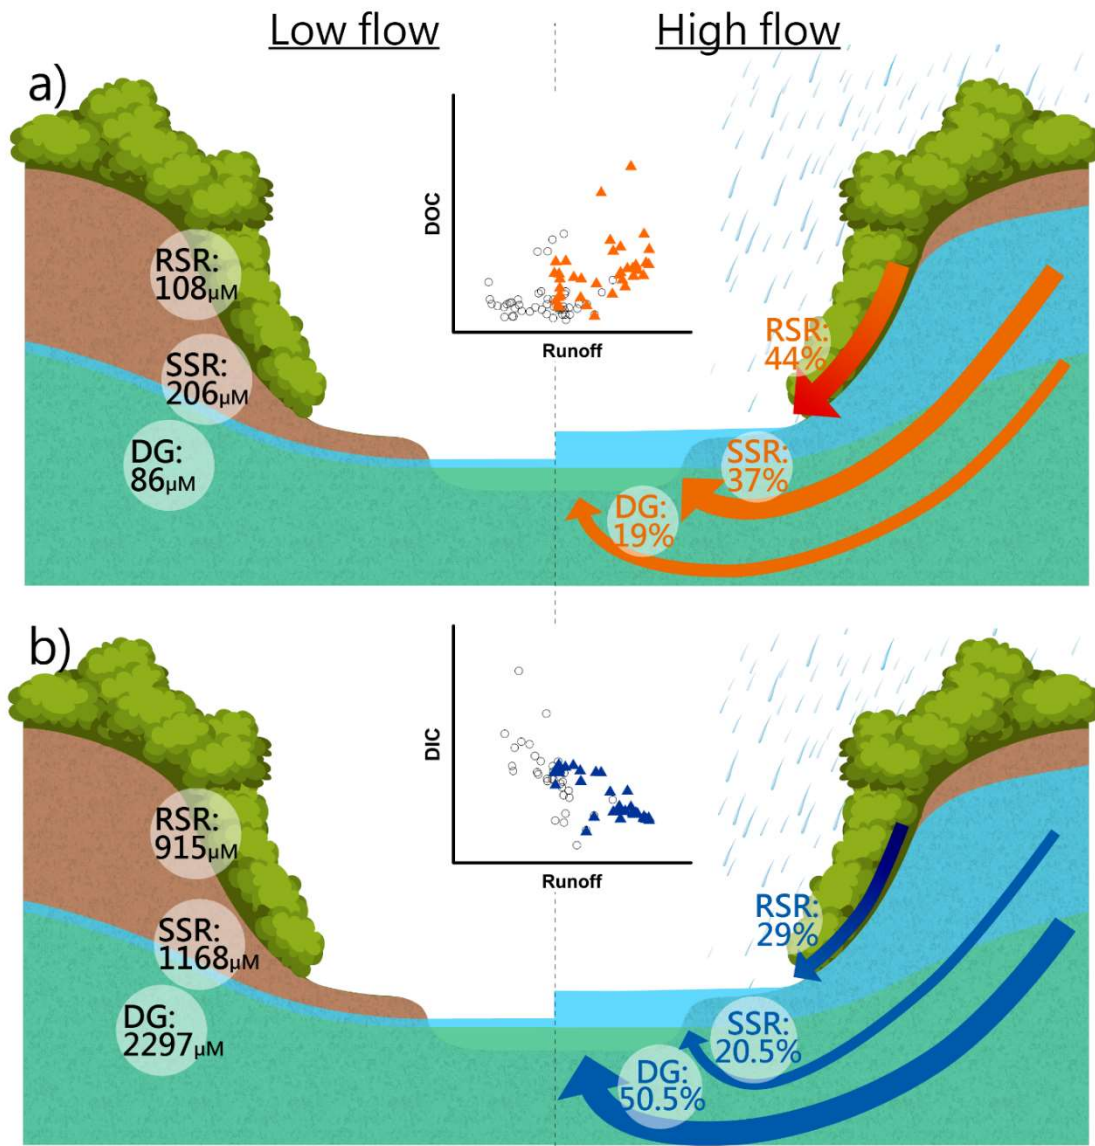 Low flow
High flow
a)
DOC
Runoff
RSR:
108μM
SSR:
206μM
DG:
86μM
RSR:
44%
SSR:
37%
DG:
19%
b)
DIC
Runoff
RSR:
915μM
SSR:
1168μM
DG:
2297μM
RSR:
29%
SSR:
20.5%
DG:
50.5%